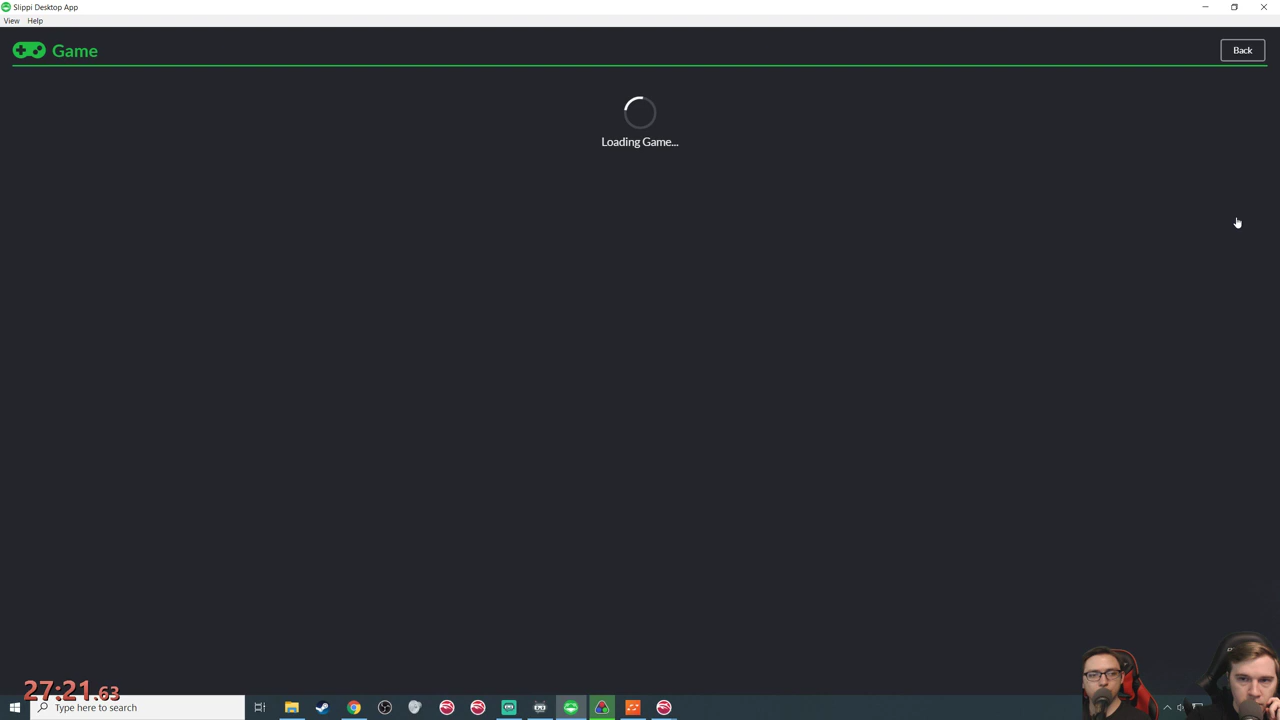 Slippi Desktop App
View Help
Game
Back
Loading Game...
27:21.63
Type here to search